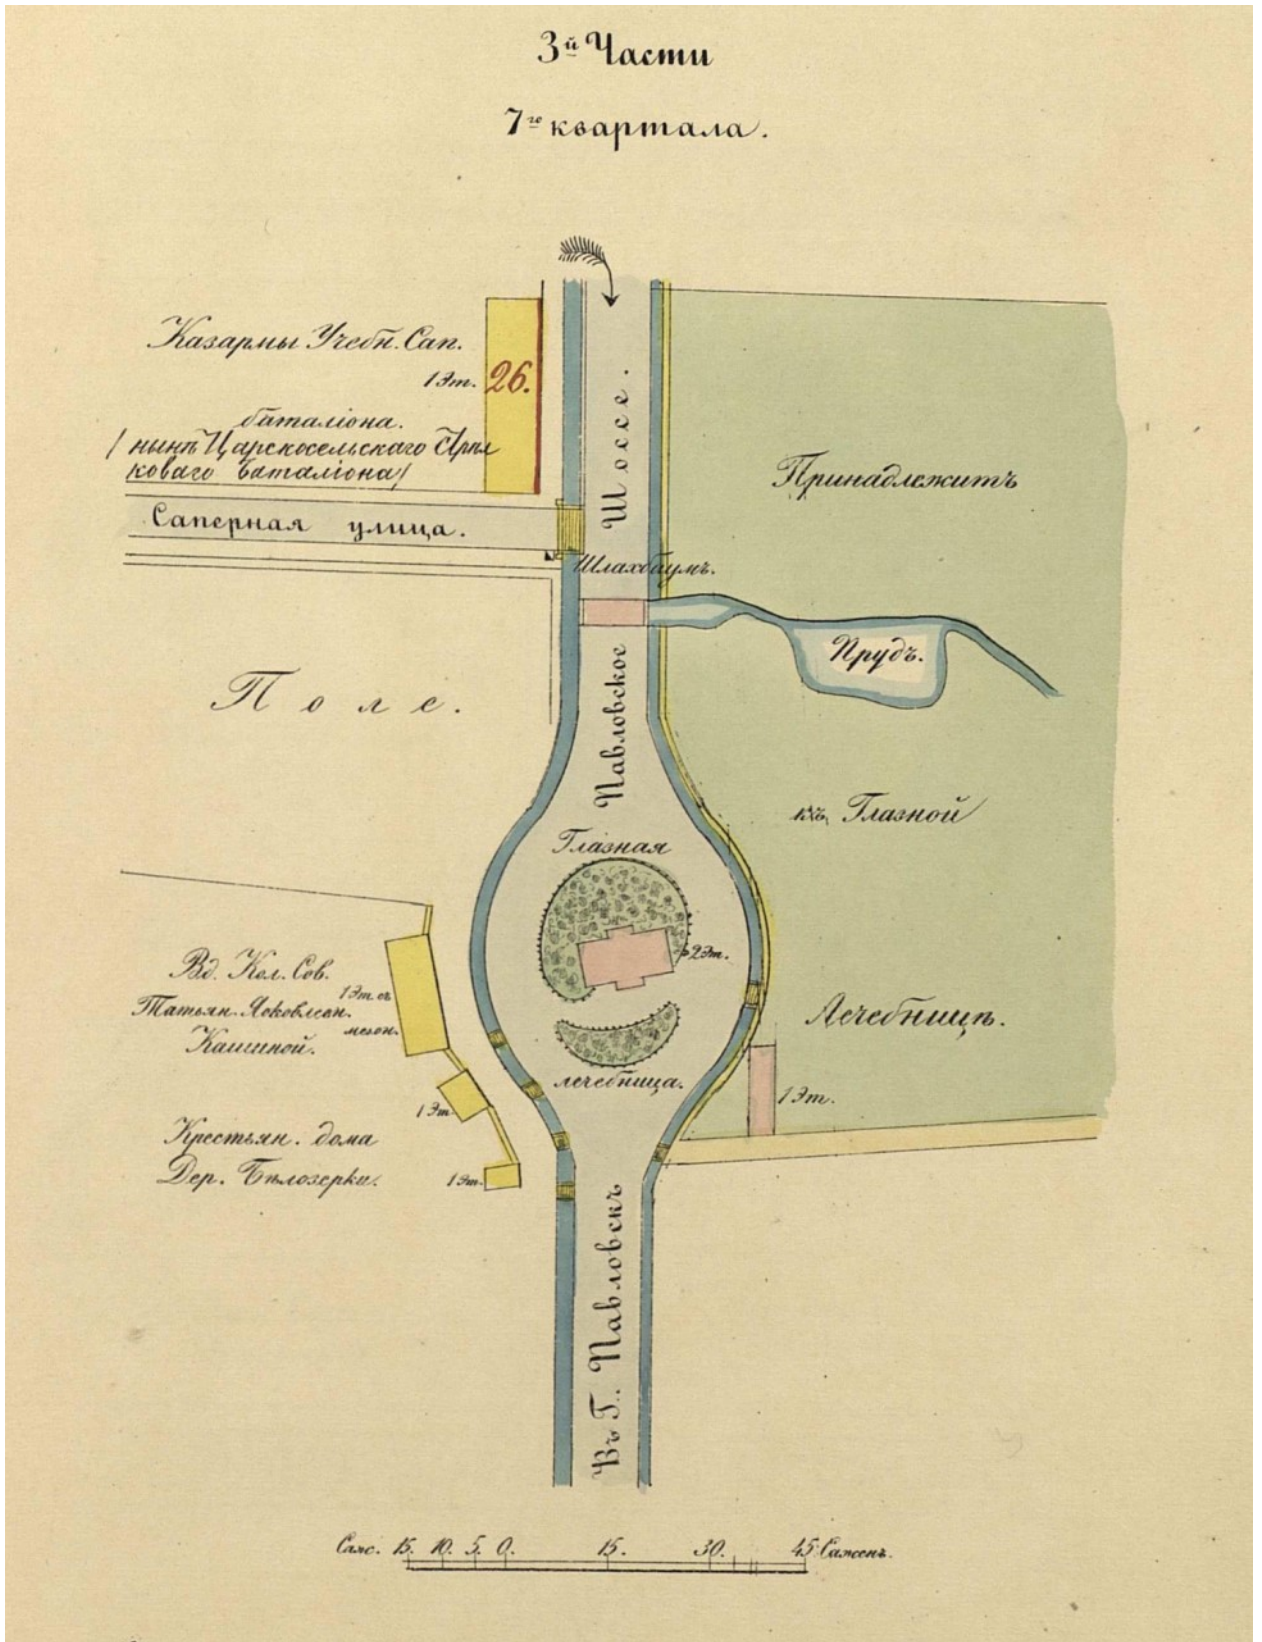 3й Части
7го квартала.
Казармы Учебн. Сап.
1 Эт. 26.
баталіона.
/ нынѣ Царскосельскаго Стрѣл
коваго баталіона /
Саперная улица.
Шоссе.
Шлахбаумъ.
Принадлежитъ
Прудъ.
Поле.
Павловское
къ Глазной
Глазная
2 Эт.
Вд. Кол. Сов.
1 Эт. съ
Татьян. Яковлевн.
мезон.
Кашиной.
Лечебницѣ.
лечебница.
1 Эт.
1 Эт.
Крестьян. дома
Дер. Бѣлозерки.
1 Эт.
Въ Г. Павловскъ
Саж. 15. 10. 5. 0. 15. 30. 45 Сажень.